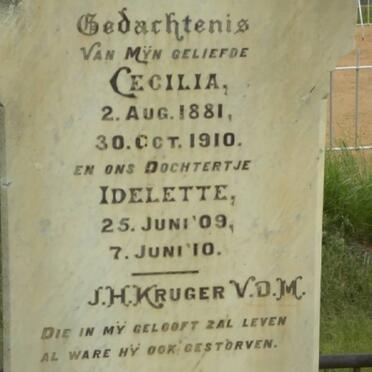 Gedachtenis
VAN MŸN GELIEFDE
CECILIA,
2. AUG. 1881,
30. OCT. 1910.
EN ONS DOCHTERTJE
IDELETTE,
25. JUNI '09,
7. JUNI '10.
J.H. KRUGER V.D.M.
DIE IN MŸ GELOOFT ZAL LEVEN
AL WARE HŸ OOK GESTORVEN.